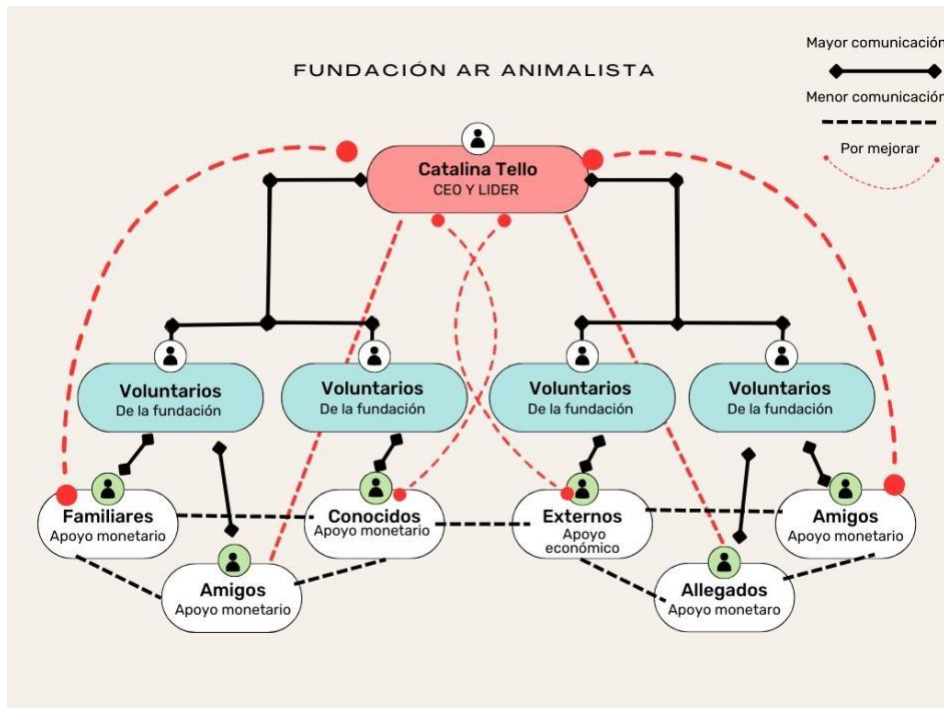 FUNDACIÓN AR ANIMALISTA
Mayor comunicación
Menor comunicación
Por mejorar
Catalina Tello
CEO Y LIDER
Voluntarios
De la fundación
Voluntarios
De la fundación
Voluntarios
De la fundación
Voluntarios
De la fundación
Familiares
Apoyo monetario
Conocidos
Apoyo monetario
Externos
Apoyo
económico
Amigos
Apoyo monetario
Amigos
Apoyo monetario
Allegados
Apoyo monetaro